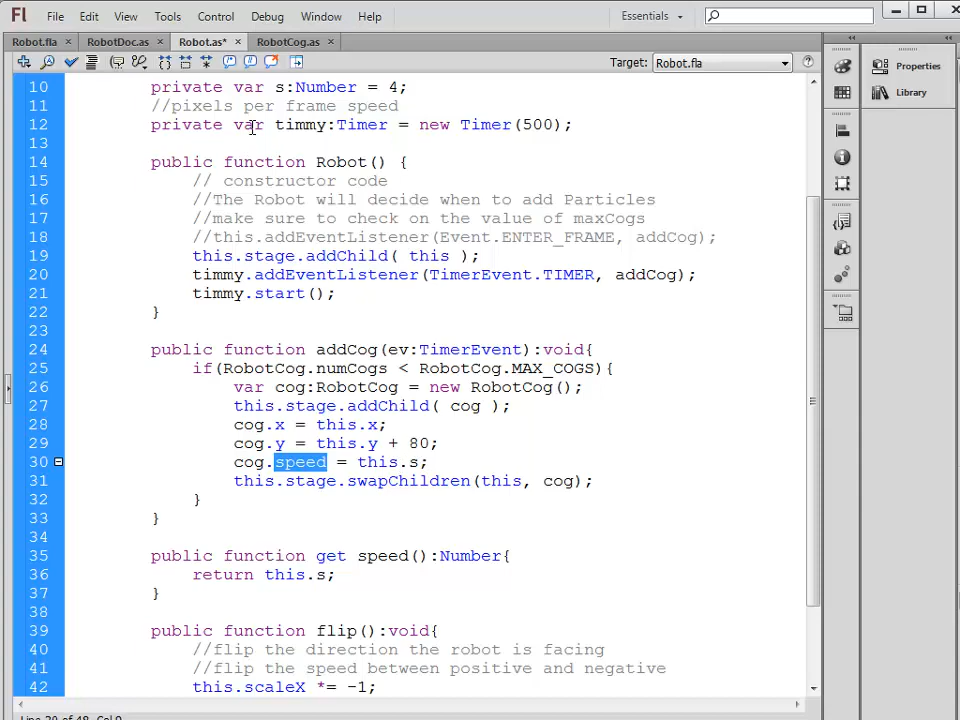 Fl File Edit View Tools Control Debug Window Help Essentials
Robot.fla × RobotDoc.as × Robot.as* × RobotCog.as ×
Target: Robot.fla
10 private var s:Number = 4;
11 //pixels per frame speed
12 private var timmy:Timer = new Timer(500);
13
14 public function Robot() {
15 // constructor code
16 //The Robot will decide when to add Particles
17 //make sure to check on the value of maxCogs
18 //this.addEventListener(Event.ENTER_FRAME, addCog);
19 this.stage.addChild( this );
20 timmy.addEventListener(TimerEvent.TIMER, addCog);
21 timmy.start();
22 }
23
24 public function addCog(ev:TimerEvent):void{
25 if(RobotCog.numCogs < RobotCog.MAX_COGS){
26 var cog:RobotCog = new RobotCog();
27 this.stage.addChild( cog );
28 cog.x = this.x;
29 cog.y = this.y + 80;
30 cog.speed = this.s;
31 this.stage.swapChildren(this, cog);
32 }
33 }
34
35 public function get speed():Number{
36 return this.s;
37 }
38
39 public function flip():void{
40 //flip the direction the robot is facing
41 //flip the speed between positive and negative
42 this.scaleX *= -1;
Properties
Library